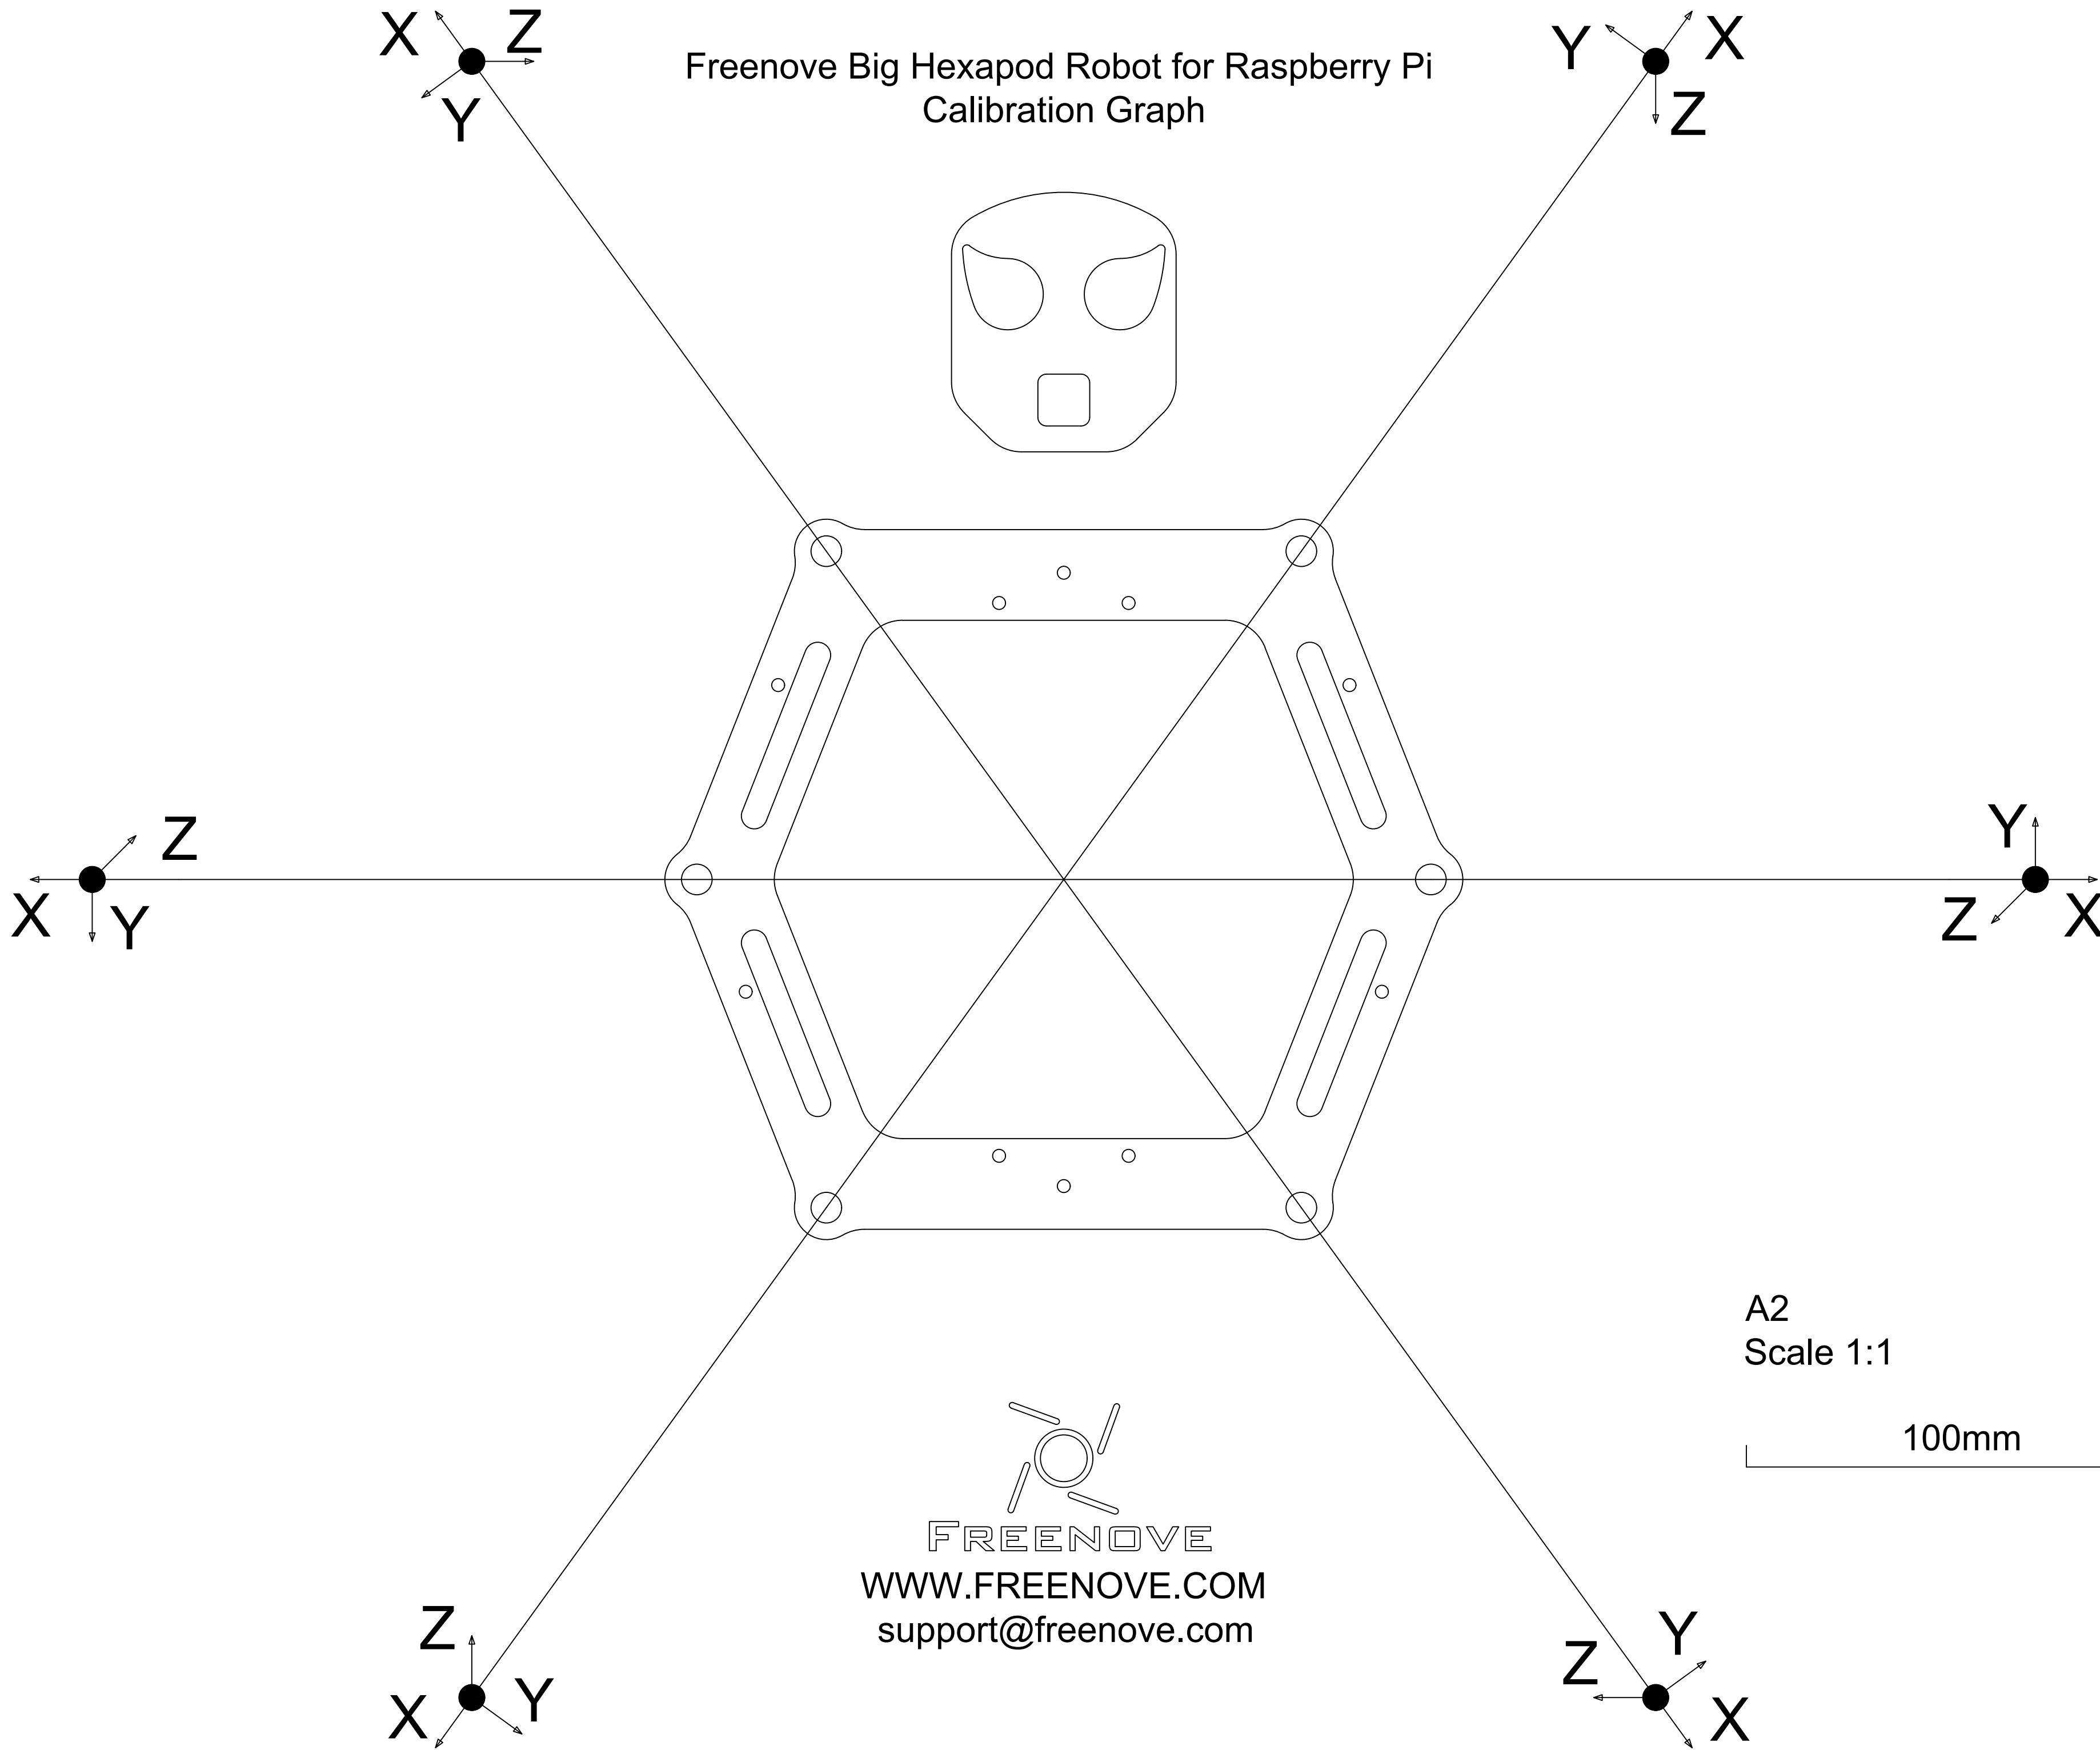 X Z
Y
Freenove Big Hexapod Robot for Raspberry Pi
Calibration Graph
Y X
Z
Z
X Y
Y
Z X
A2
Scale 1:1
100mm
FREENOVE
WWW.FREENOVE.COM
support@freenove.com
Z
X Y
Y
Z
X